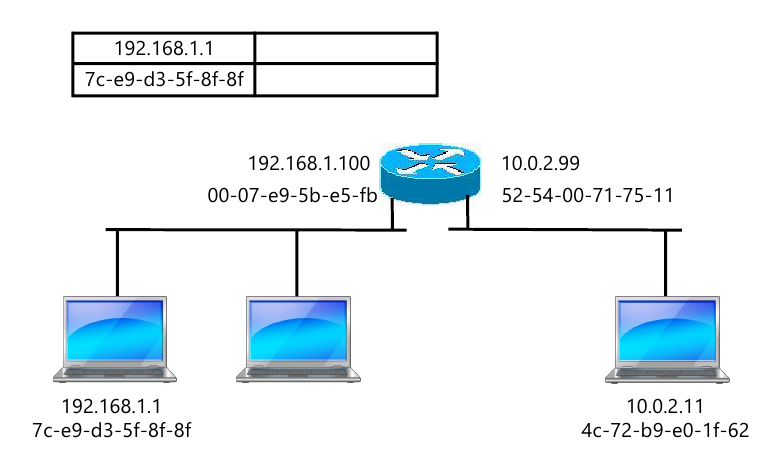 192.168.1.1
7c-e9-d3-5f-8f-8f
192.168.1.100
10.0.2.99
00-07-e9-5b-e5-fb
52-54-00-71-75-11
192.168.1.1
10.0.2.11
7c-e9-d3-5f-8f-8f
4c-72-b9-e0-1f-62